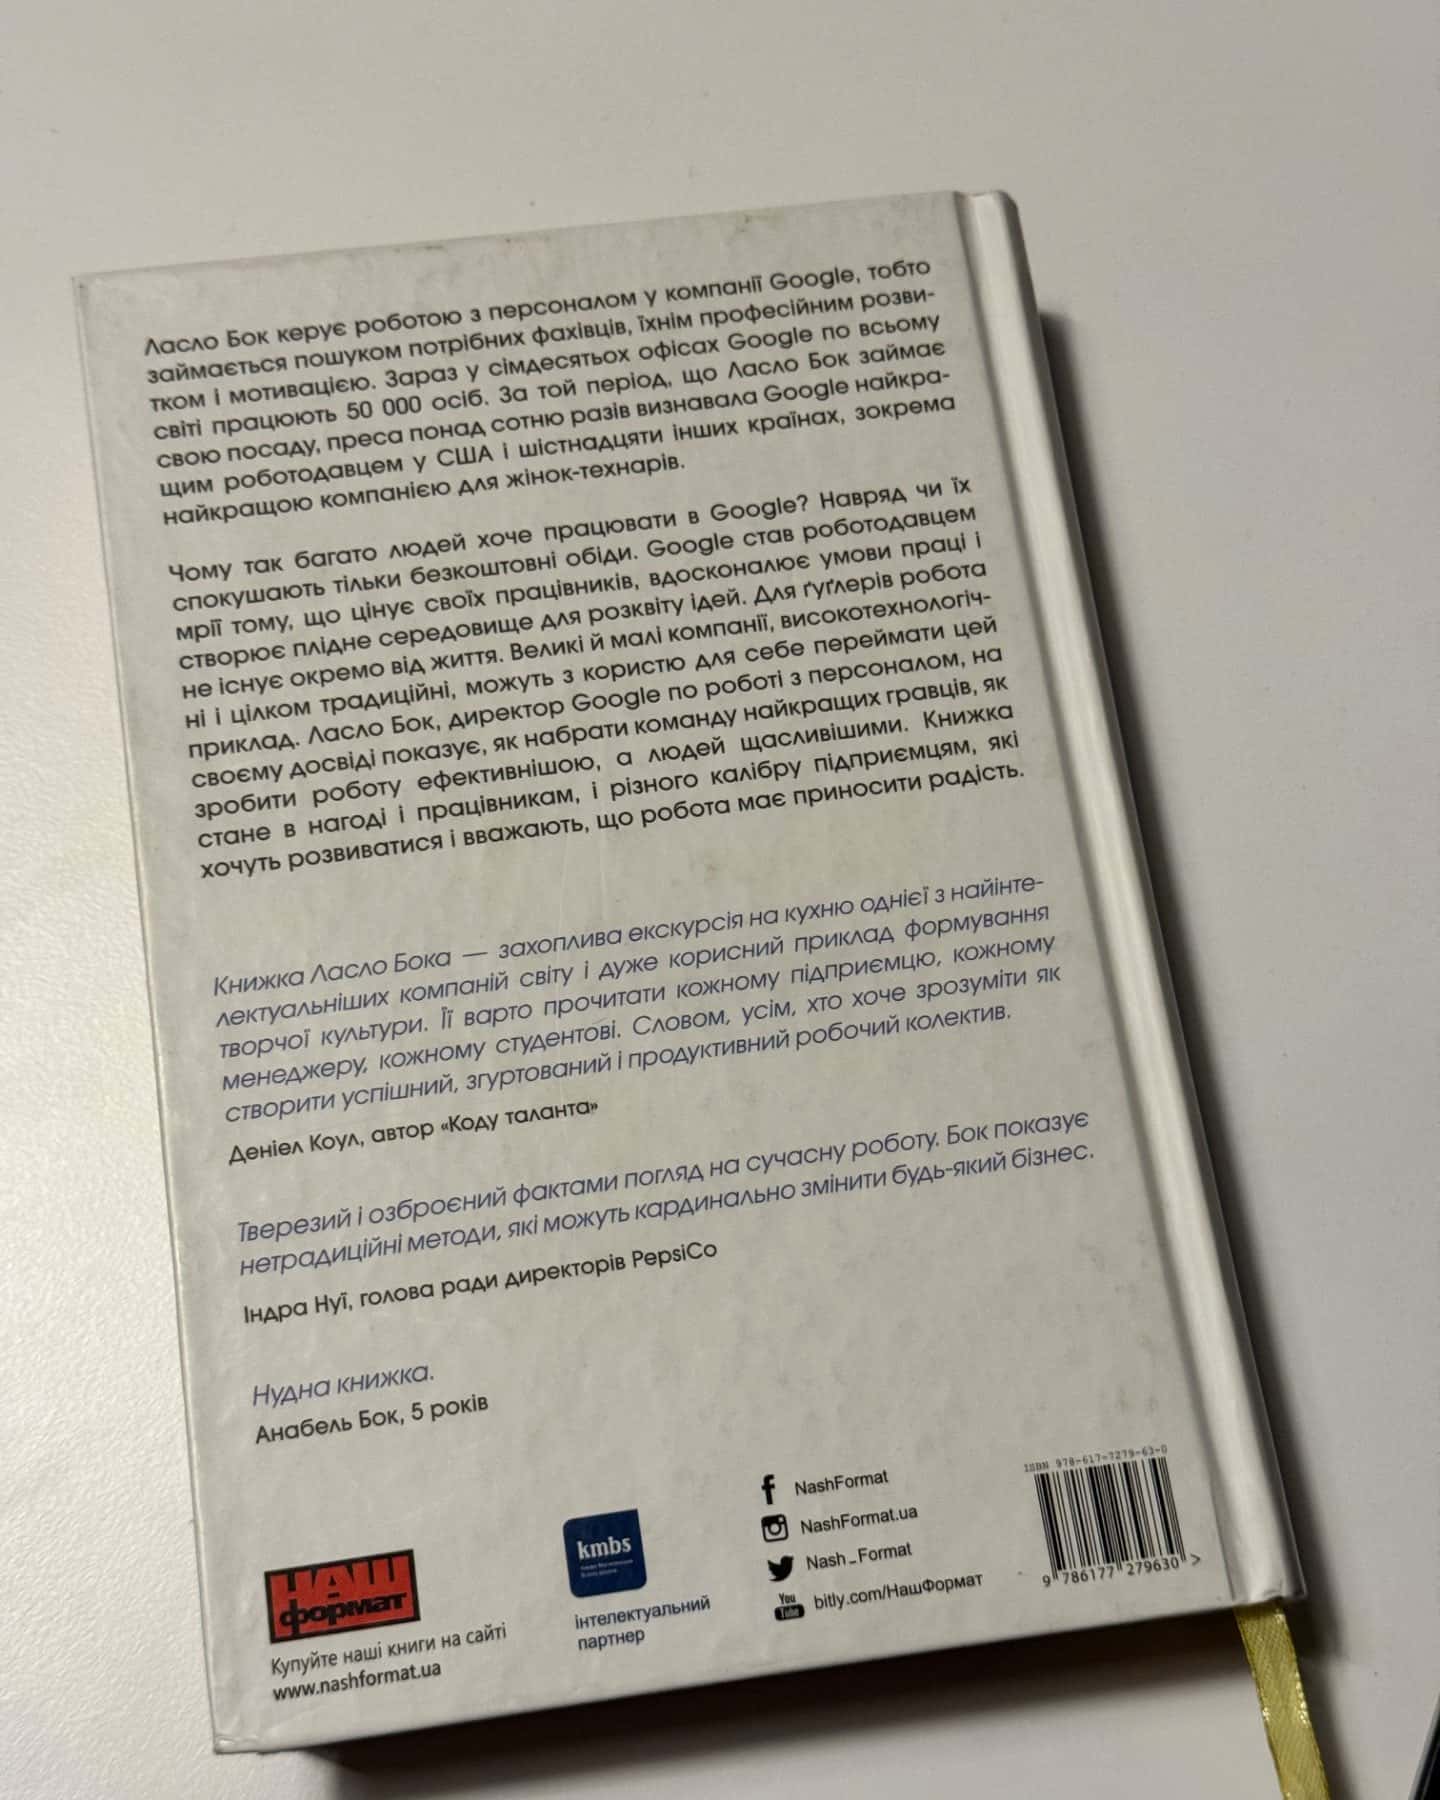 Ласло Бок керує роботою з персоналом у компанії Google, тобто
займається пошуком потрібних фахівців, їхнім професійним розви-
тком і мотивацією. Зараз у сімдесятьох офісах Google по всьому
світі працюють 50 000 осіб. За той період, що Ласло Бок займає
свою посаду, преса понад сотню разів визнавала Google найкра-
щим роботодавцем у США і шістнадцяти інших країнах, зокрема
найкращою компанією для жінок-технарів.
Чому так багато людей хоче працювати в Google? Навряд чи їх
спокушають тільки безкоштовні обіди. Google став роботодавцем
мрії тому, що цінує своїх працівників, вдосконалює умови праці і
створює плідне середовище для розквіту ідей. Для ґуґлерів робота
не існує окремо від життя. Великі й малі компанії, високотехнологіч-
ні і цілком традиційні, можуть з користю для себе переймати цей
приклад. Ласло Бок, директор Google по роботі з персоналом, на
своєму досвіді показує, як набрати команду найкращих гравців, як
зробити роботу ефективнішою, а людей щасливішими. Книжка
стане в нагоді і працівникам, і різного калібру підприємцям, які
хочуть розвиватися і вважають, що робота має приносити радість.
Книжка Ласло Бока — захоплива екскурсія на кухню однієї з найінте-
лектуальніших компаній світу і дуже корисний приклад формування
творчої культури. Її варто прочитати кожному підприємцю, кожному
менеджеру, кожному студентові. Словом, усім, хто хоче зрозуміти як
створити успішний, згуртований і продуктивний робочий колектив.
Деніел Коул, автор «Коду таланта»
Тверезий і озброєний фактами погляд на сучасну роботу. Бок показує
нетрадиційні методи, які можуть кардинально змінити будь-який бізнес.
Індра Нуї, голова ради директорів PepsiCo
Нудна книжка.
Анабель Бок, 5 років
НАШ
формат
Купуйте наші книги на сайті
www.nashformat.ua
kmbs
інтелектуальний
партнер
f NashFormat
NashFormat.ua
Nash_Format
You Tube bitly.com/НашФормат
ISBN 978-617-7279-63-0
9 786177 279630 >